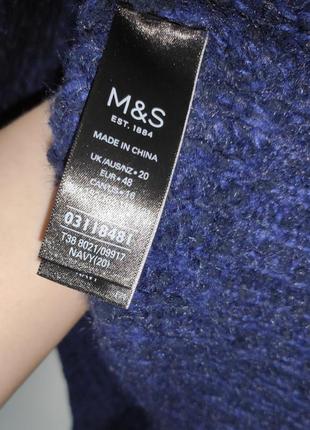 M&S
EST. 1884
MADE IN CHINA
UK/AUS/NZ • 20
EUR • 48
03118481
T38 8021/09917
NAVY(20)